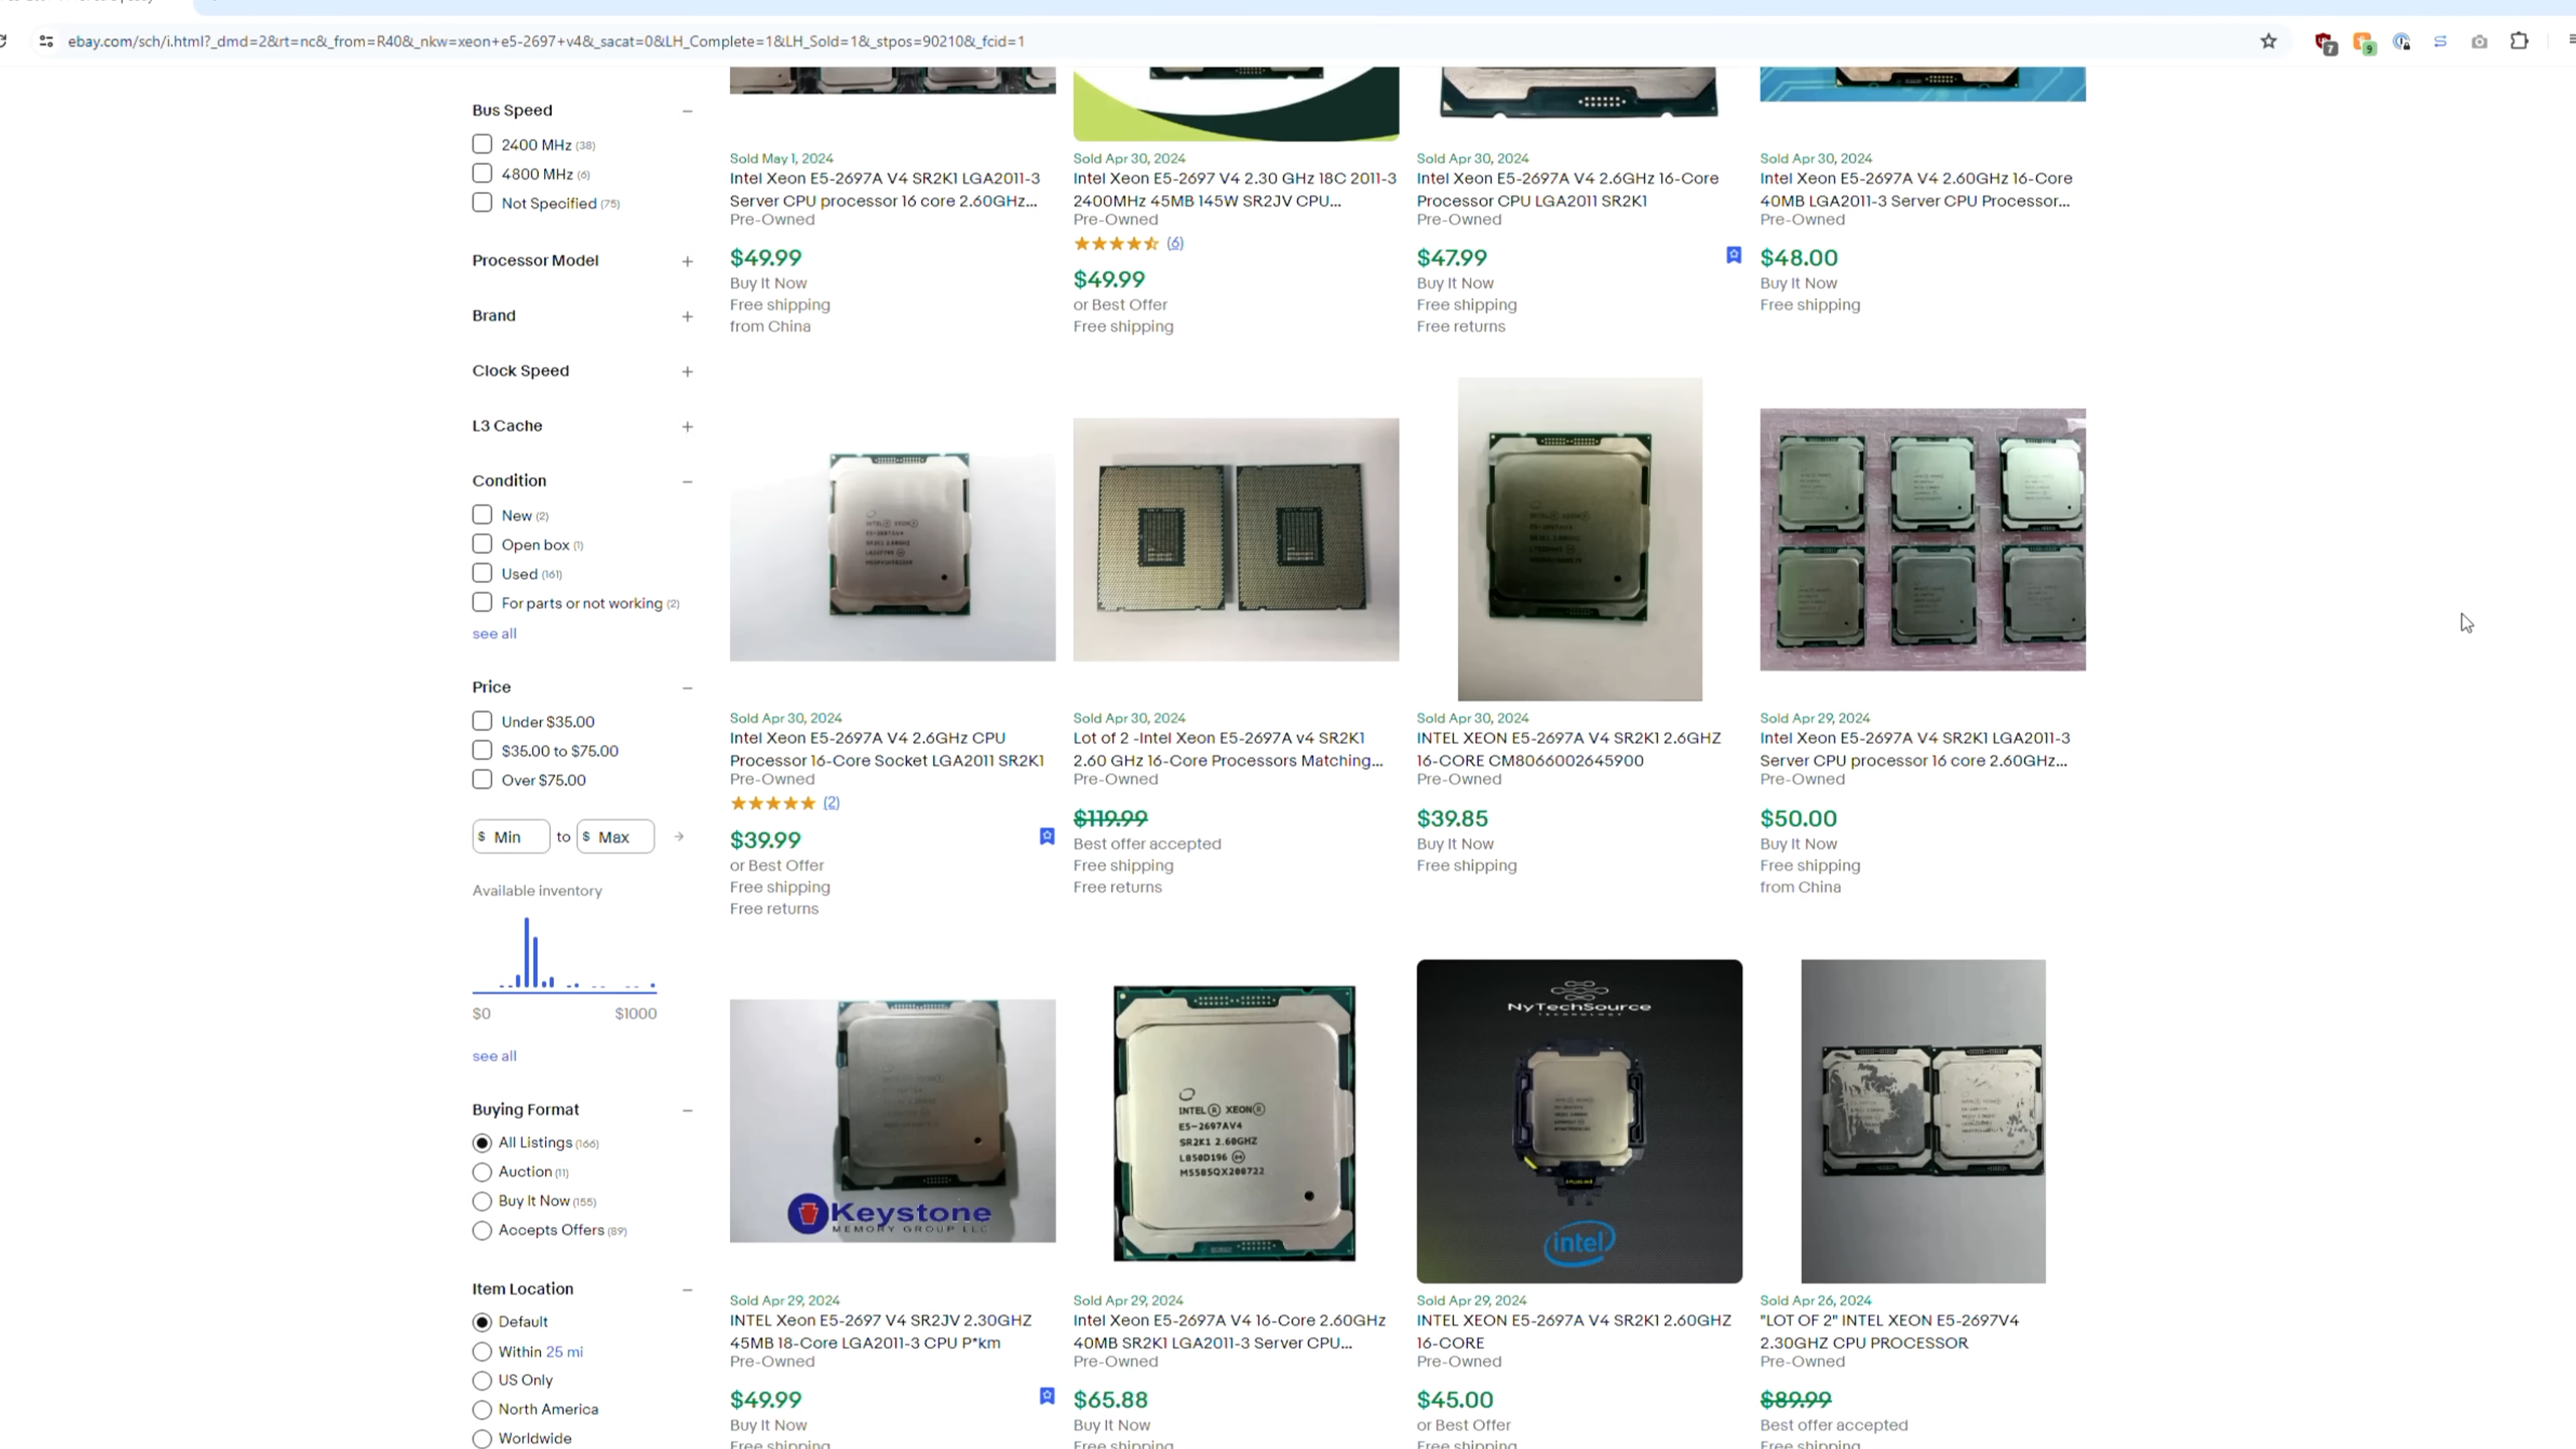 ebay.com/sch/i.html?_dmd=2&rt=nc&_from=R40&_nkw=xeon+e5-2697+v4&_sacat=0&LH_Complete=1&LH_Sold=1&_stpos=90210&_fcid=1
7
9
Bus Speed
2400 MHz (38)
4800 MHz (6)
Not Specified (75)
Processor Model
Brand
Clock Speed
L3 Cache
Condition
New (2)
Open box (1)
Used (161)
For parts or not working (2)
see all
Price
Under $35.00
$35.00 to $75.00
Over $75.00
$ Min to $ Max
Available inventory
$0 $1000
see all
Buying Format
All Listings (166)
Auction (11)
Buy It Now (155)
Accepts Offers (89)
Item Location
Default
Within 25 mi
US Only
North America
Worldwide
Sold May 1, 2024
Intel Xeon E5-2697A V4 SR2K1 LGA2011-3
Server CPU processor 16 core 2.60GHz...
Pre-Owned
$49.99
Buy It Now
Free shipping
from China
Sold Apr 30, 2024
Intel Xeon E5-2697 V4 2.30 GHz 18C 2011-3
2400MHz 45MB 145W SR2JV CPU...
Pre-Owned
(6)
$49.99
or Best Offer
Free shipping
Sold Apr 30, 2024
Intel Xeon E5-2697A V4 2.6GHz 16-Core
Processor CPU LGA2011 SR2K1
Pre-Owned
$47.99
Buy It Now
Free shipping
Free returns
Sold Apr 30, 2024
Intel Xeon E5-2697A V4 2.60GHz 16-Core
40MB LGA2011-3 Server CPU Processor...
Pre-Owned
$48.00
Buy It Now
Free shipping
INTEL XEON
Sold Apr 30, 2024
Intel Xeon E5-2697A V4 2.6GHz CPU
Processor 16-Core Socket LGA2011 SR2K1
Pre-Owned
(2)
$39.99
or Best Offer
Free shipping
Free returns
Sold Apr 30, 2024
Lot of 2 -Intel Xeon E5-2697A v4 SR2K1
2.60 GHz 16-Core Processors Matching...
Pre-Owned
$119.99
Best offer accepted
Free shipping
Free returns
Sold Apr 30, 2024
INTEL XEON E5-2697A V4 SR2K1 2.6GHZ
16-CORE CM8066002645900
Pre-Owned
$39.85
Buy It Now
Free shipping
Sold Apr 29, 2024
Intel Xeon E5-2697A V4 SR2K1 LGA2011-3
Server CPU processor 16 core 2.60GHz...
Pre-Owned
$50.00
Buy It Now
Free shipping
from China
Keystone
MEMORY GROUP LLC
Sold Apr 29, 2024
INTEL Xeon E5-2697 V4 SR2JV 2.30GHZ
45MB 18-Core LGA2011-3 CPU P*km
Pre-Owned
$49.99
Buy It Now
Free shipping
INTEL® XEON®
E5-2697AV4
SR2K1 2.60GHZ
L850D196
M5585QX200722
Sold Apr 29, 2024
Intel Xeon E5-2697A V4 16-Core 2.60GHz
40MB SR2K1 LGA2011-3 Server CPU...
Pre-Owned
$65.88
Buy It Now
Free shipping
NyTechSource
TECHNOLOGY
intel
Sold Apr 29, 2024
INTEL XEON E5-2697A V4 SR2K1 2.60GHZ
16-CORE
Pre-Owned
$45.00
or Best Offer
Free shipping
Sold Apr 26, 2024
"LOT OF 2" INTEL XEON E5-2697V4
2.30GHZ CPU PROCESSOR
Pre-Owned
$89.99
Best offer accepted
Free shipping